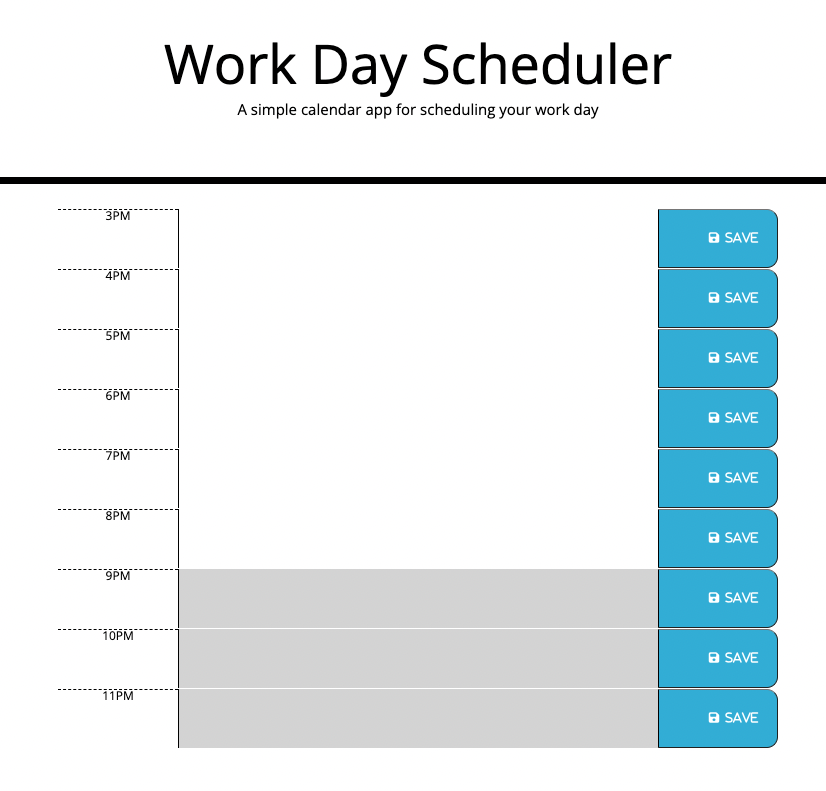 Work Day Scheduler
A simple calendar app for scheduling your work day
3PM
SAVE
4PM
SAVE
5PM
SAVE
6PM
SAVE
7PM
SAVE
8PM
SAVE
9PM
SAVE
10PM
SAVE
11PM
SAVE